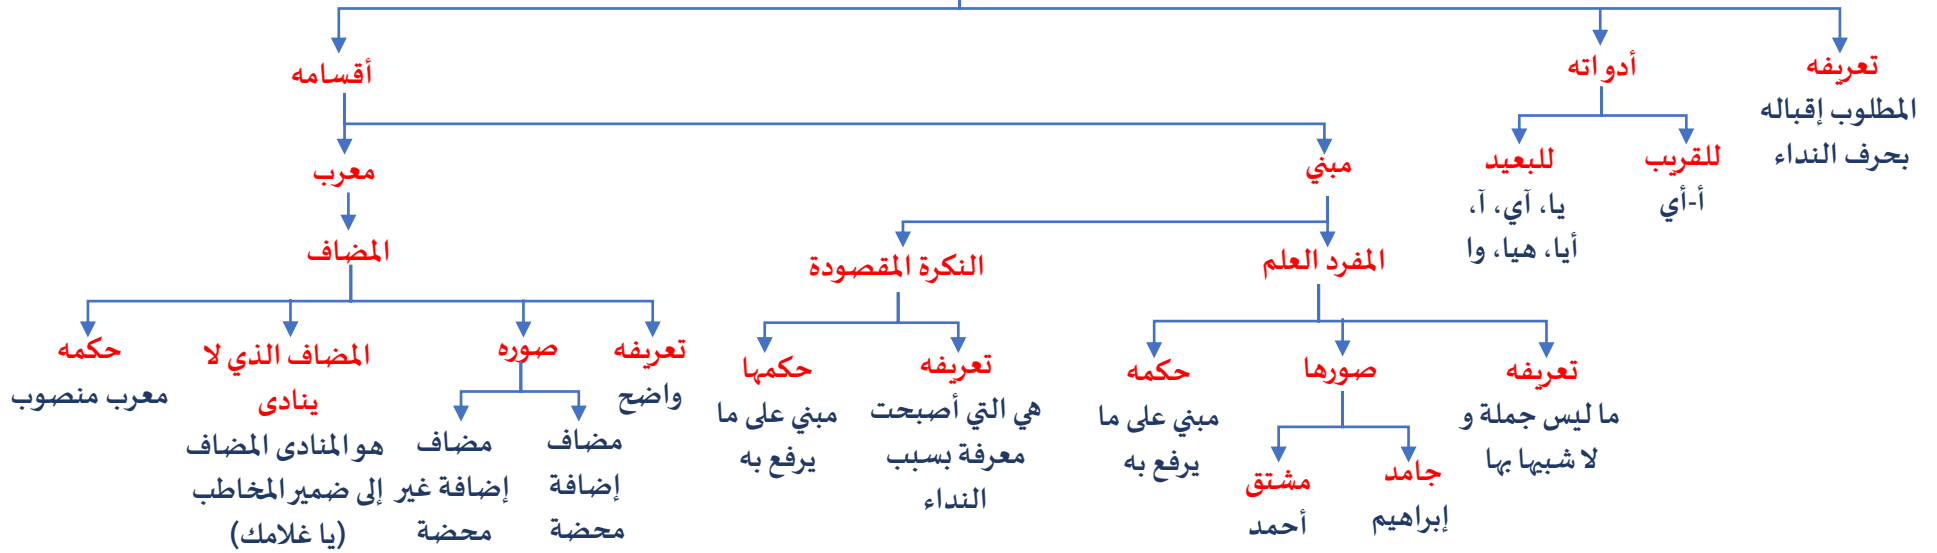 تعريفه
المطلوب إقباله
بحرف النداء
أدواته
للقريب
أ-أي
للبعيد
يا، آي، آ،
أيا، هيا، وا
أقسامه
مبني
المفرد العلم
تعريفه
ما ليس جملة و
لا شبيها بها
صورها
جامد
إبراهيم
مشتق
أحمد
حكمه
مبني على ما
يرفع به
النكرة المقصودة
تعريفه
هي التي أصبحت
معرفة بسبب
النداء
حكمها
مبني على ما
يرفع به
معرب
المضاف
تعريفه
واضح
صوره
مضاف
إضافة
محضة
مضاف
إضافة غير
محضة
المضاف الذي لا
ينادى
هو المنادى المضاف
إلى ضمير المخاطب
(يا غلامك)
حكمه
معرب منصوب